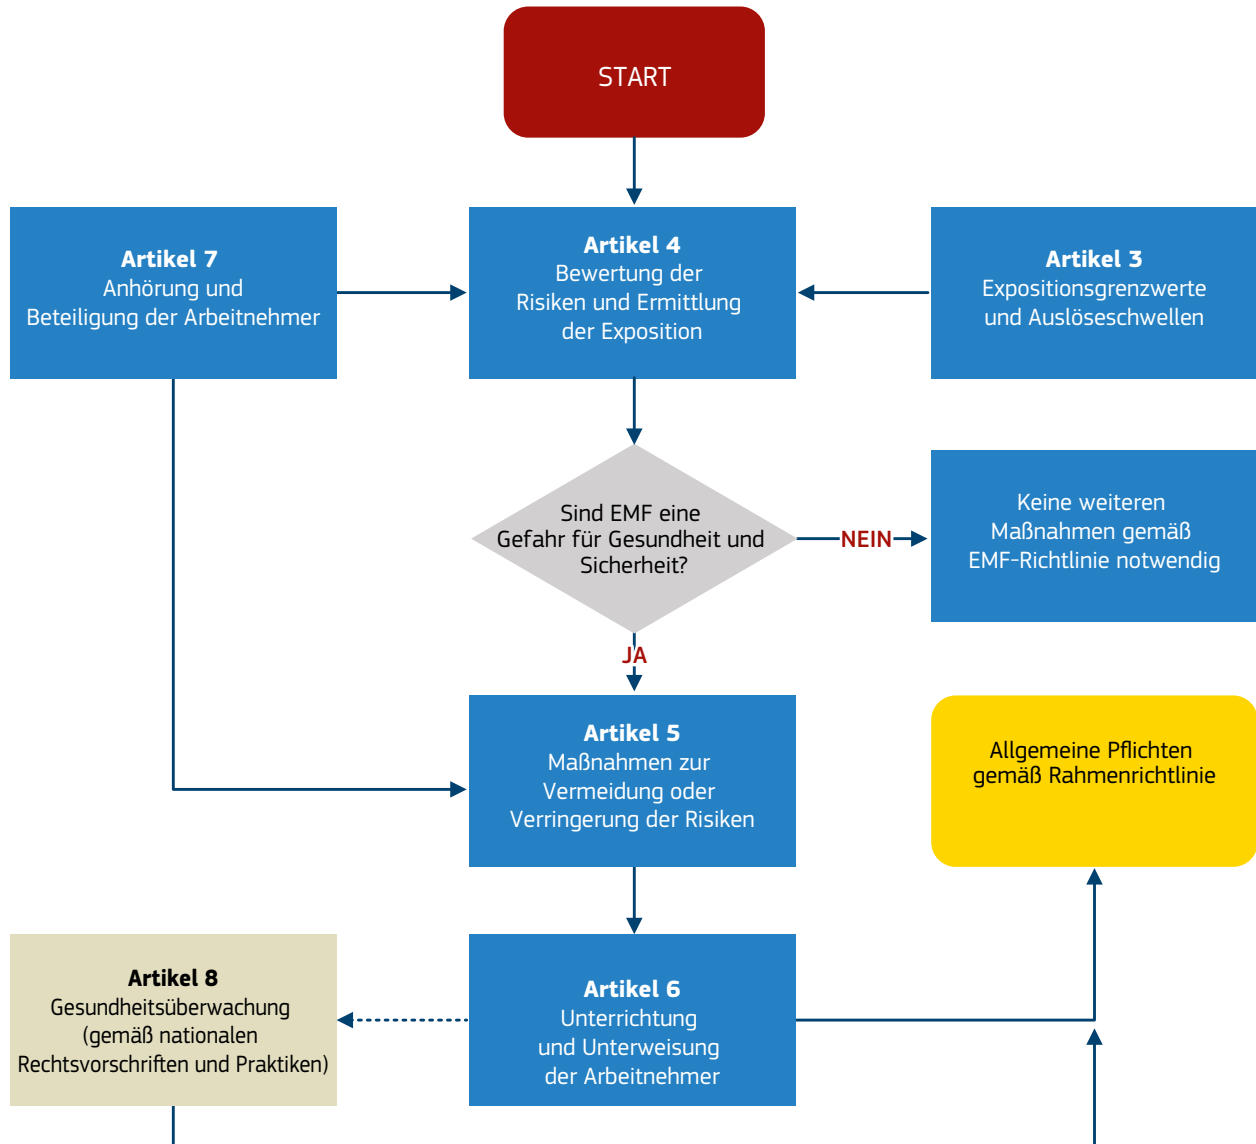 START
Artikel 7
Anhörung und
Beteiligung der Arbeitnehmer
Artikel 4
Bewertung der
Risiken und Ermittlung
der Exposition
Artikel 3
Expositionsgrenzwerte
und Auslöseschwellen
Sind EMF eine
Gefahr für Gesundheit und
Sicherheit?
NEIN
Keine weiteren
Maßnahmen gemäß
EMF-Richtlinie notwendig
JA
Artikel 5
Maßnahmen zur
Vermeidung oder
Verringerung der Risiken
Allgemeine Pflichten
gemäß Rahmenrichtlinie
Artikel 8
Gesundheitsüberwachung
(gemäß nationalen
Rechtsvorschriften und Praktiken)
Artikel 6
Unterrichtung
und Unterweisung
der Arbeitnehmer